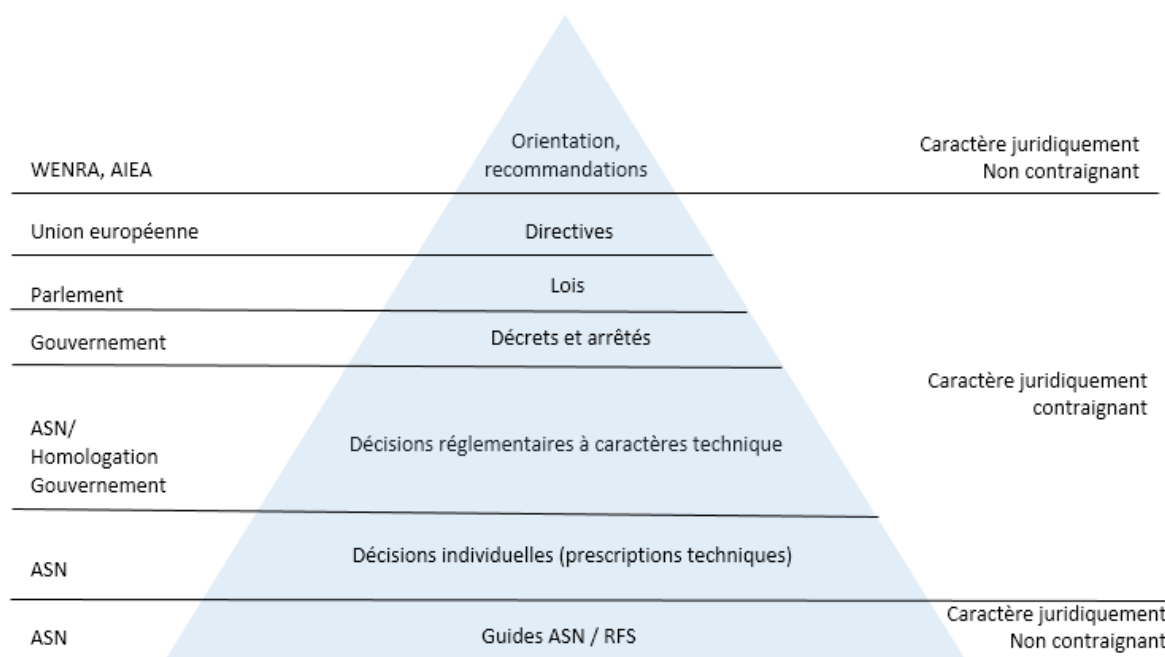 Orientation,
recommandations
WENRA, AIEA
Caractère juridiquement
Non contraignant
Union européenne
Directives
Parlement
Lois
Gouvernement
Décrets et arrêtés
Caractère juridiquement
contraignant
ASN/
Homologation
Gouvernement
Décisions réglementaires à caractères technique
ASN
Décisions individuelles (prescriptions techniques)
ASN
Guides ASN / RFS
Caractère juridiquement
Non contraignant